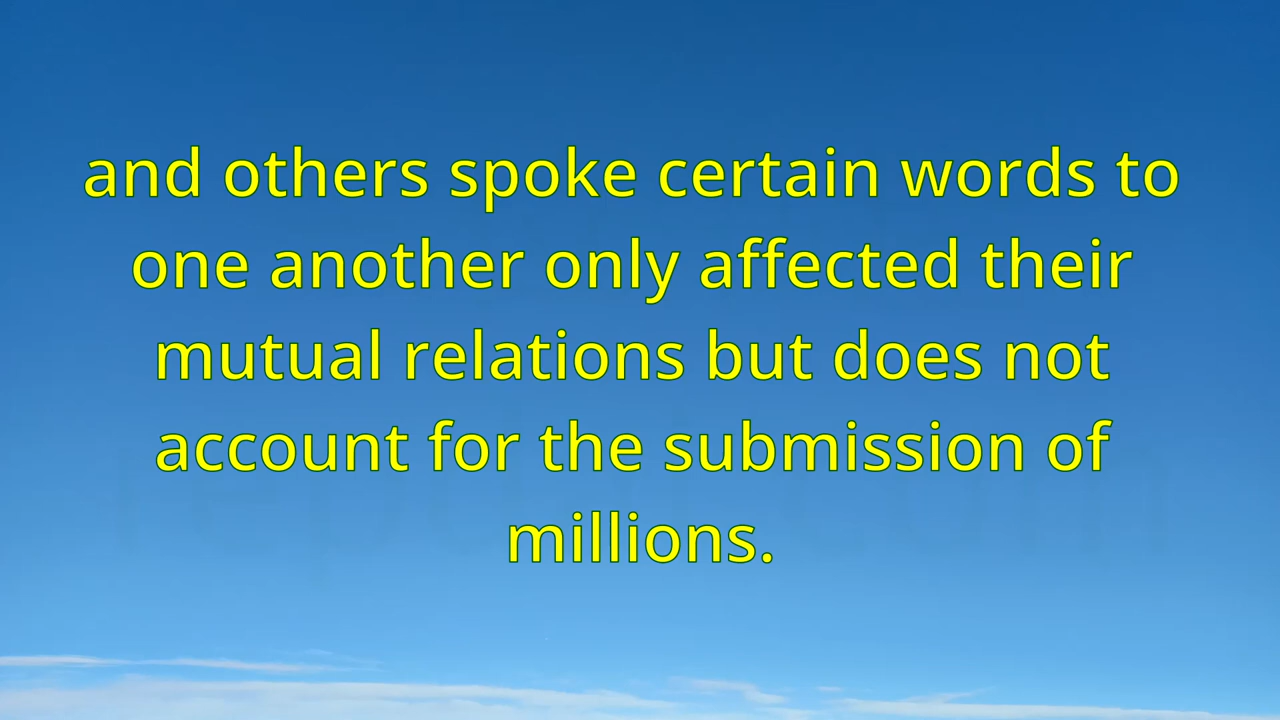 and others spoke certain words to
one another only affected their
mutual relations but does not
account for the submission of
millions.